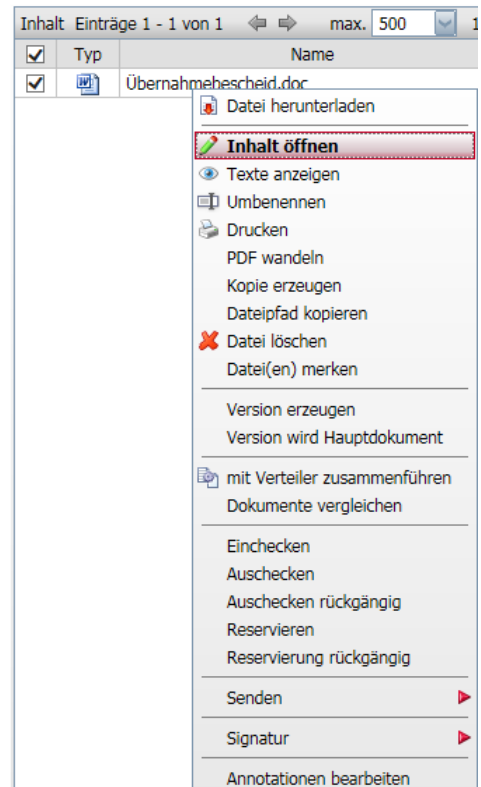 Inhalt Einträge 1 - 1 von 1 max. 500 1
Typ Name
Übernahmebescheid.doc
Datei herunterladen
Inhalt öffnen
Texte anzeigen
Umbenennen
Drucken
PDF wandeln
Kopie erzeugen
Dateipfad kopieren
Datei löschen
Datei(en) merken
Version erzeugen
Version wird Hauptdokument
mit Verteiler zusammenführen
Dokumente vergleichen
Einchecken
Auschecken
Auschecken rückgängig
Reservieren
Reservierung rückgängig
Senden
Signatur
Annotationen bearbeiten